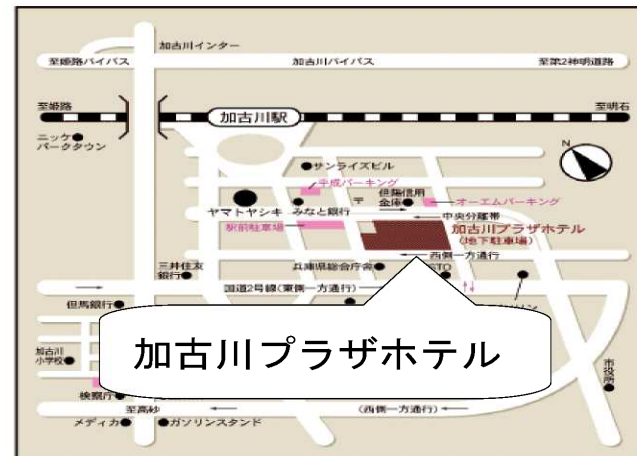 加古川インター
至姫路バイパス
加古川バイパス
至第2神明道路
至姫路
加古川駅
至明石
ニッケ
パークタウン
N
サンライズビル
平成パーキング
〒
但陽信用
金庫
オーエムパーキング
ヤマトヤシキ
みなと銀行
中央分離帯
駅前駐車場
加古川プラザホテル
(地下駐車場)
西側一方通行
三井住友
銀行
兵庫県総合庁舎
国道2号線(東側一方通行)
但馬銀行
加古川プラザホテル
加古川
小学校
市役所
検察庁
至高砂
(西側一方通行)
メディカ
ガソリンスタンド